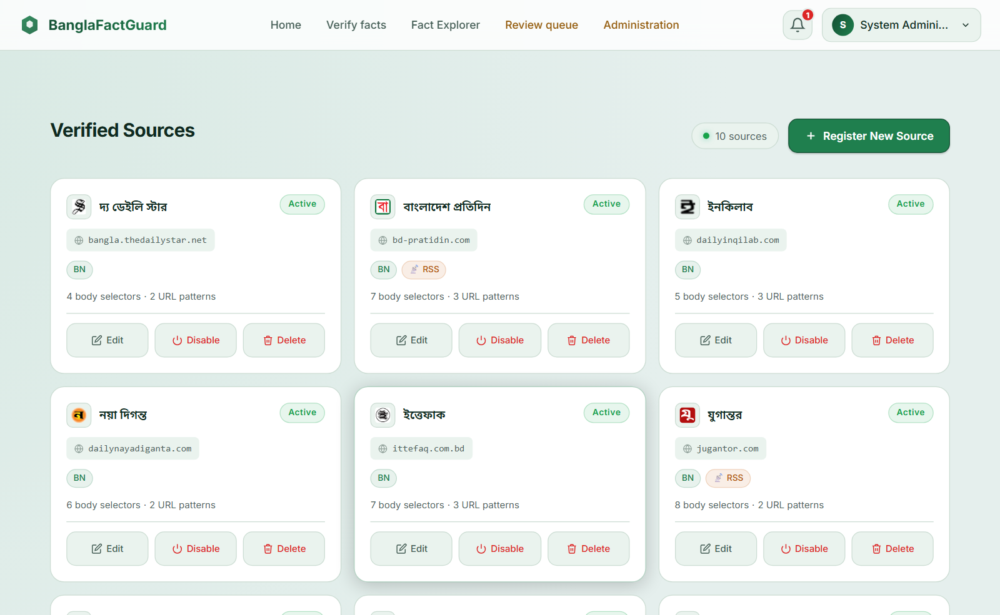 BanglaFactGuard
Home
Verify facts
Fact Explorer
Review queue
Administration
1
S
System Admini...
Verified Sources
10 sources
+ Register New Source
দ্য ডেইলি স্টার
Active
bangla.thedailystar.net
BN
4 body selectors · 2 URL patterns
Edit
Disable
Delete
বা
বাংলাদেশ প্রতিদিন
Active
bd-pratidin.com
BN
RSS
7 body selectors · 3 URL patterns
Edit
Disable
Delete
ই
ইনকিলাব
Active
dailyinqilab.com
BN
5 body selectors · 3 URL patterns
Edit
Disable
Delete
ন
নয়া দিগন্ত
Active
dailynayadiganta.com
BN
6 body selectors · 2 URL patterns
Edit
Disable
Delete
ই
ইত্তেফাক
Active
ittefaq.com.bd
BN
7 body selectors · 3 URL patterns
Edit
Disable
Delete
যু
যুগান্তর
Active
jugantor.com
BN
RSS
8 body selectors · 2 URL patterns
Edit
Disable
Delete